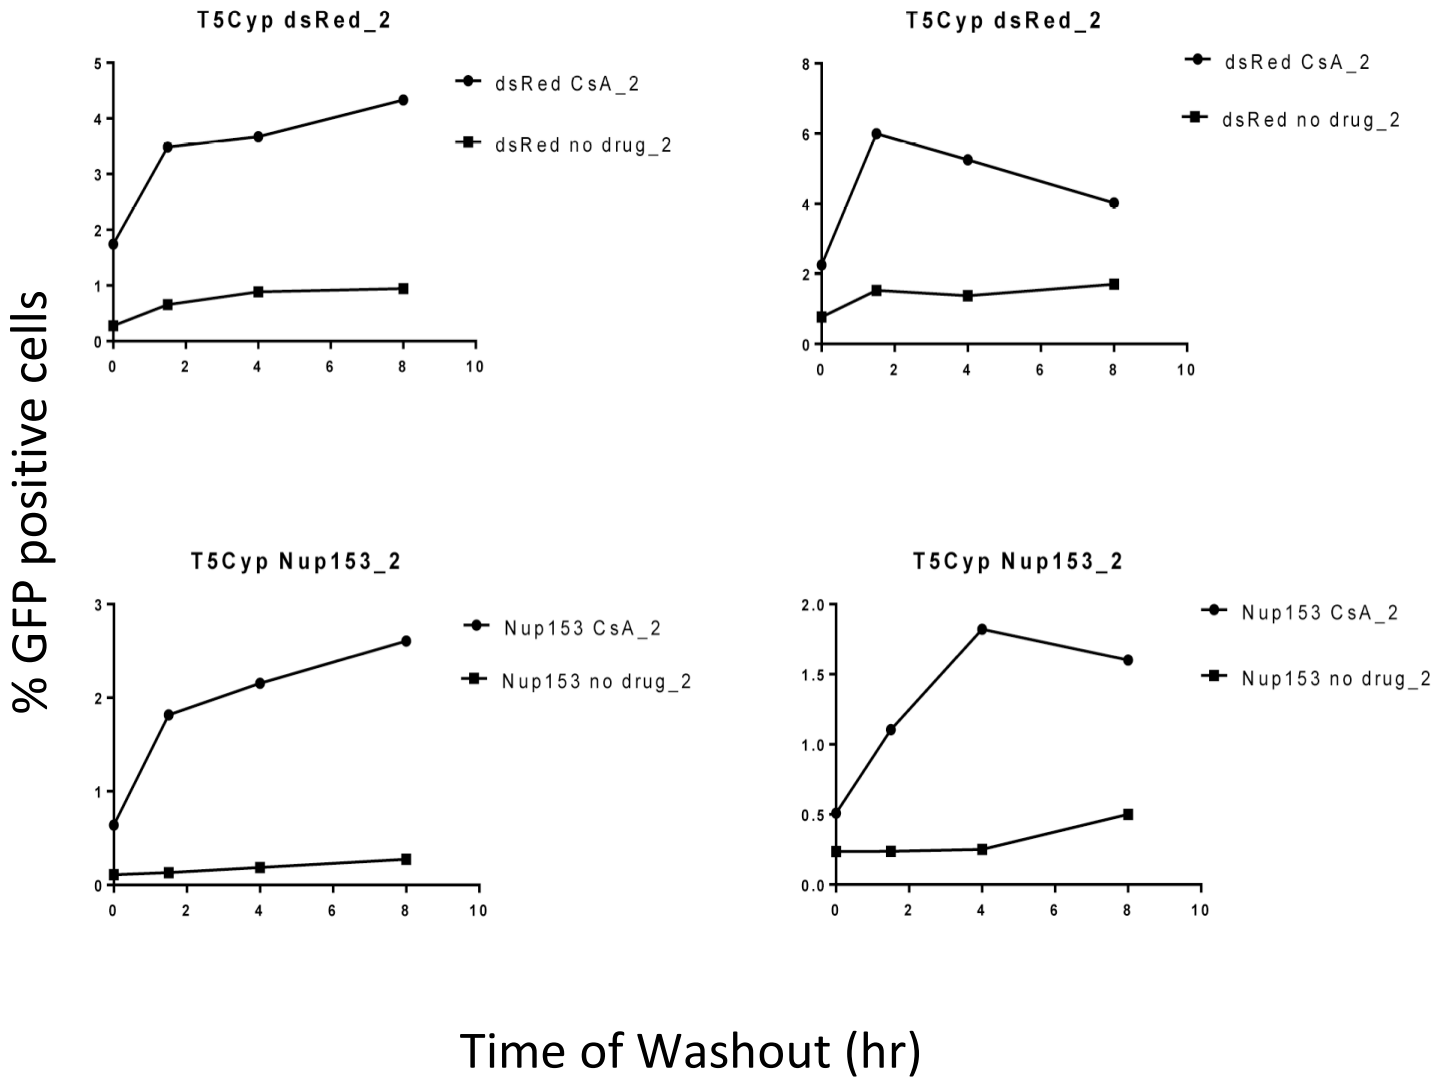 T5Cyp dsRed_2
5
4
3
2
1
0
0 2 4 6 8 10
dsRed CsA_2
dsRed no drug_2
T5Cyp dsRed_2
8
6
4
2
0
0 2 4 6 8 10
dsRed CsA_2
dsRed no drug_2
% GFP positive cells
T5Cyp Nup153_2
3
2
1
0
0 2 4 6 8 10
Nup153 CsA_2
Nup153 no drug_2
T5Cyp Nup153_2
2.0
1.5
1.0
0.5
0.0
0 2 4 6 8 10
Nup153 CsA_2
Nup153 no drug_2
Time of Washout (hr)